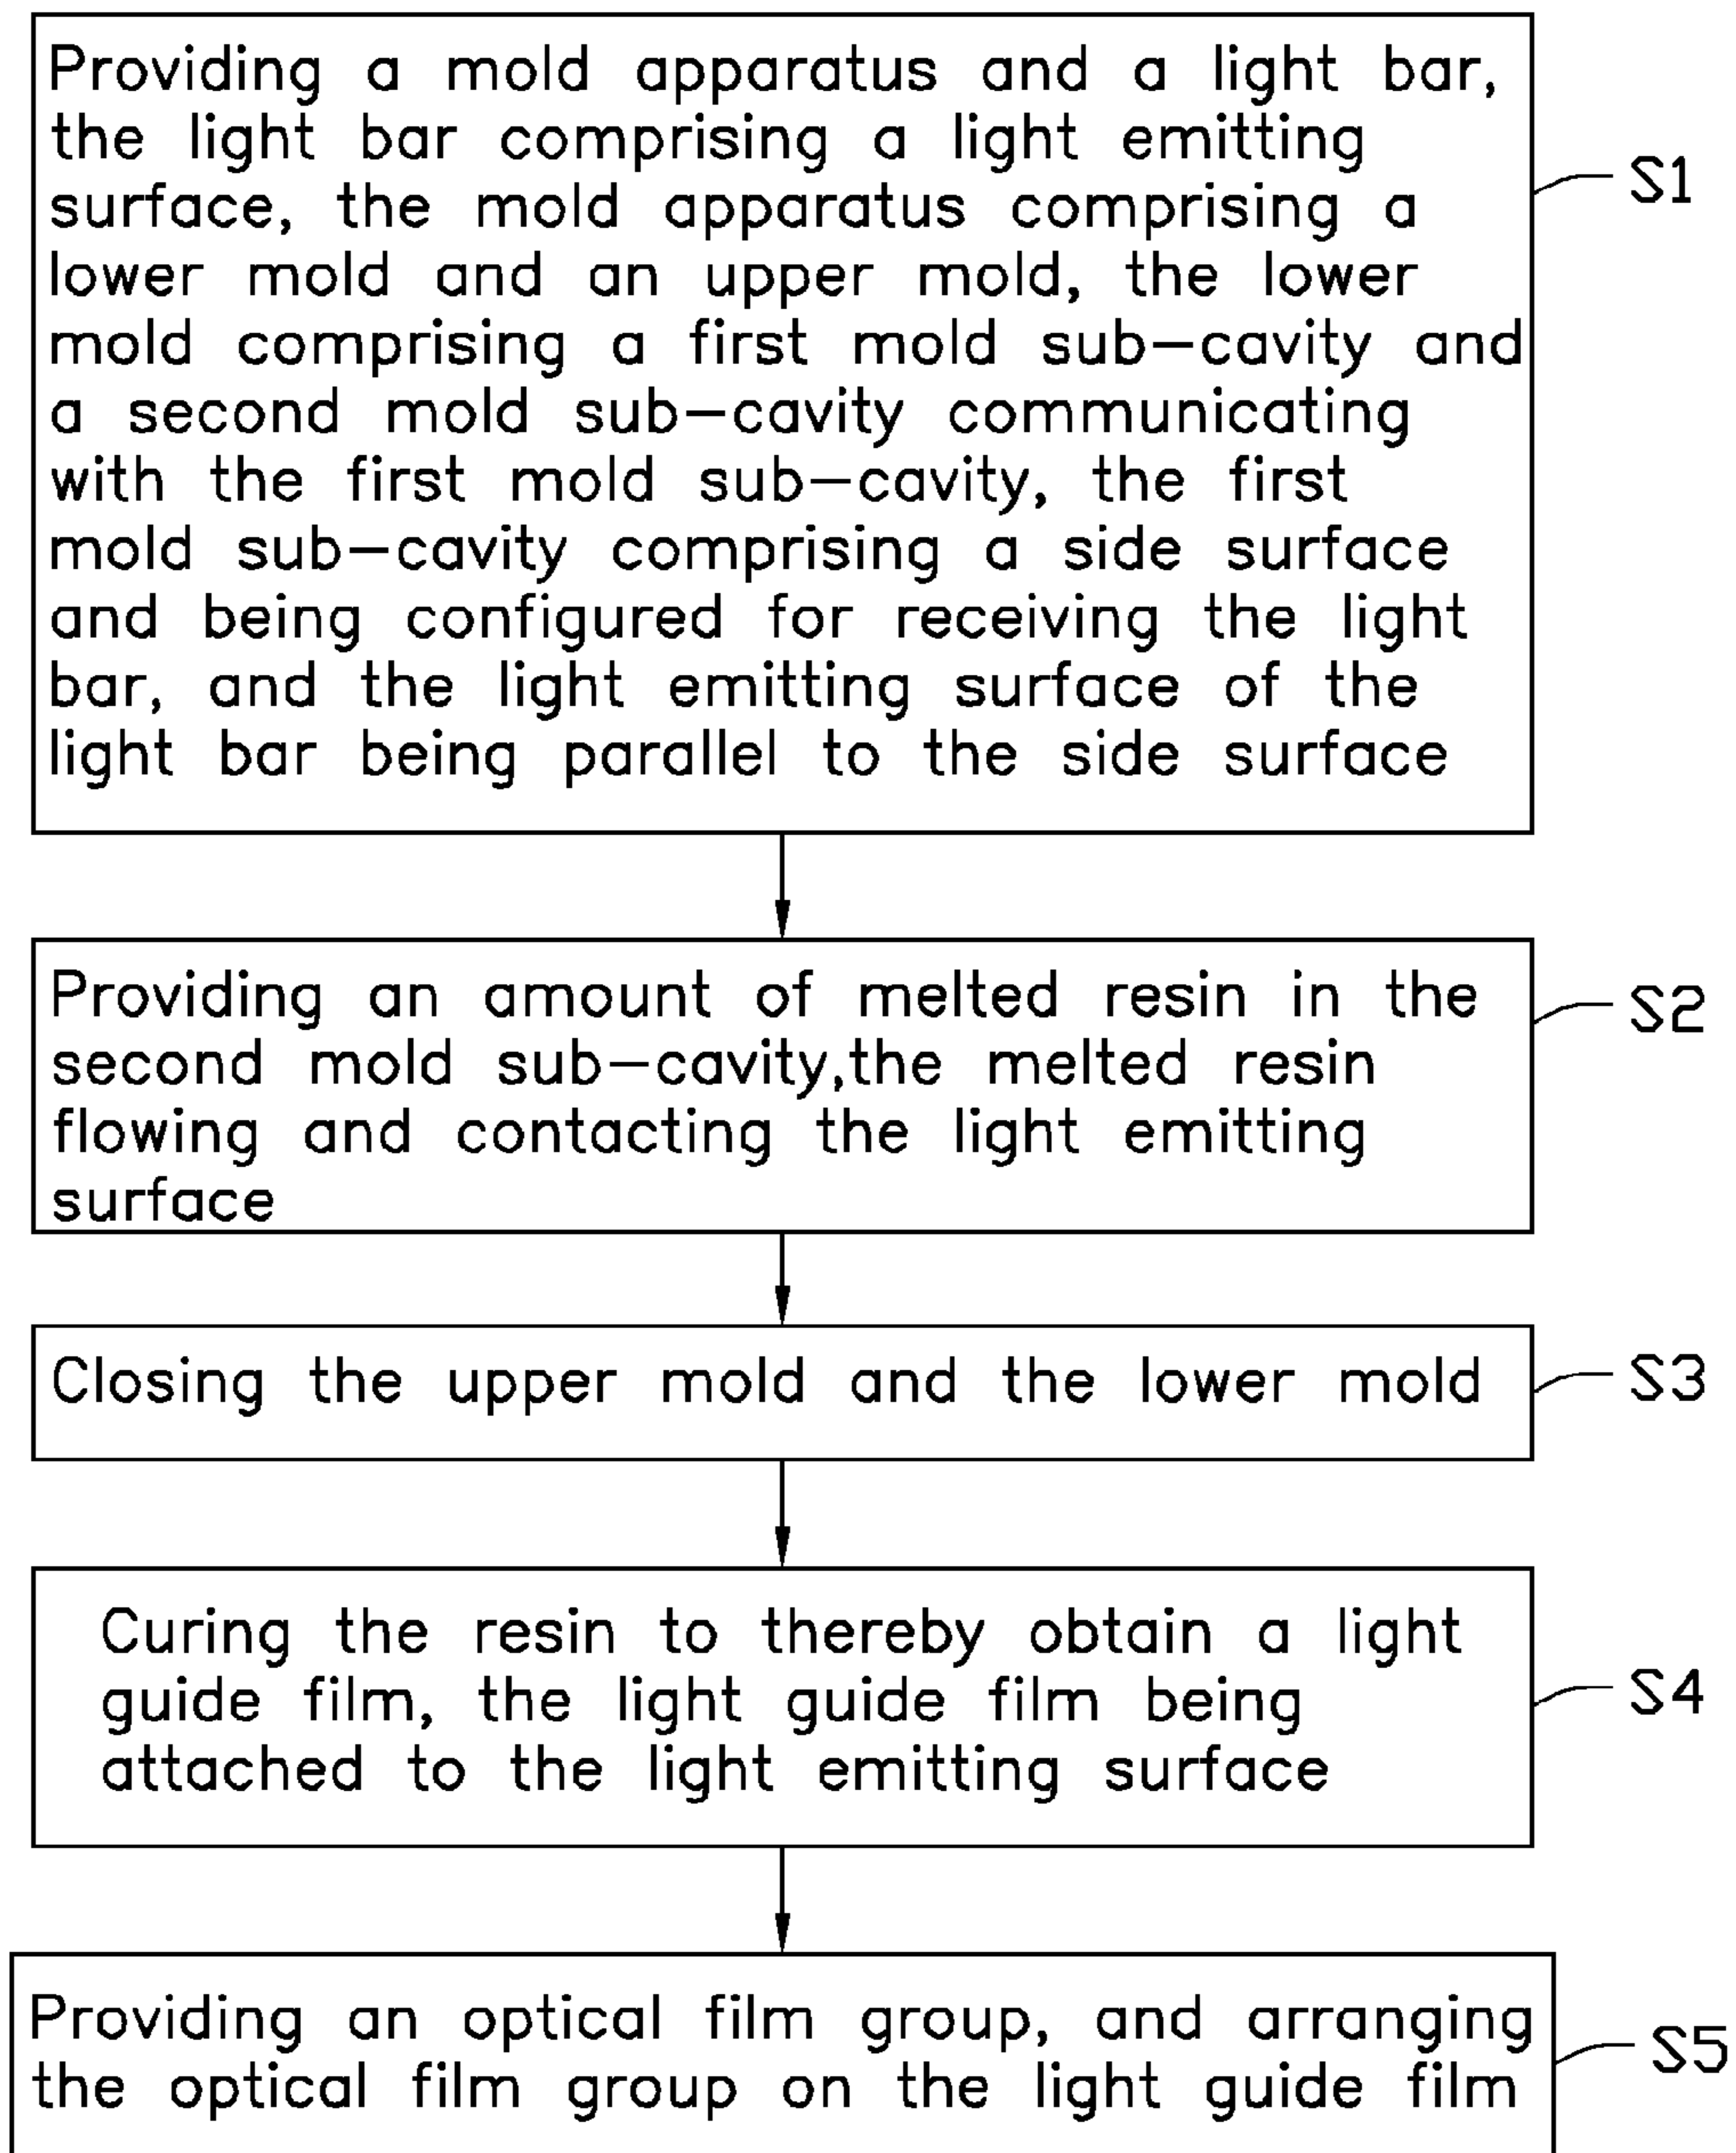 Providing a mold apparatus and a light bar,
the light bar comprising a light emitting
surface, the mold apparatus comprising a
lower mold and an upper mold, the lower
mold comprising a first mold sub-cavity and
a second mold sub-cavity communicating
with the first mold sub-cavity, the first
mold sub-cavity comprising a side surface
and being configured for receiving the light
bar, and the light emitting surface of the
light bar being parallel to the side surface
S1
Providing an amount of melted resin in the
second mold sub-cavity,the melted resin
flowing and contacting the light emitting
surface
S2
Closing the upper mold and the lower mold
S3
Curing the resin to thereby obtain a light
guide film, the light guide film being
attached to the light emitting surface
S4
Providing an optical film group, and arranging
the optical film group on the light guide film
S5